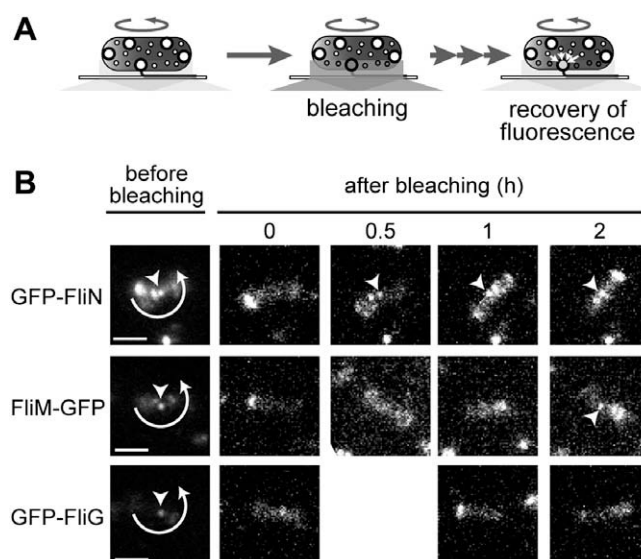 A
bleaching
recovery of
fluorescence
B
before
bleaching
after bleaching (h)
0
0.5
1
2
GFP-FliN
FliM-GFP
GFP-FliG